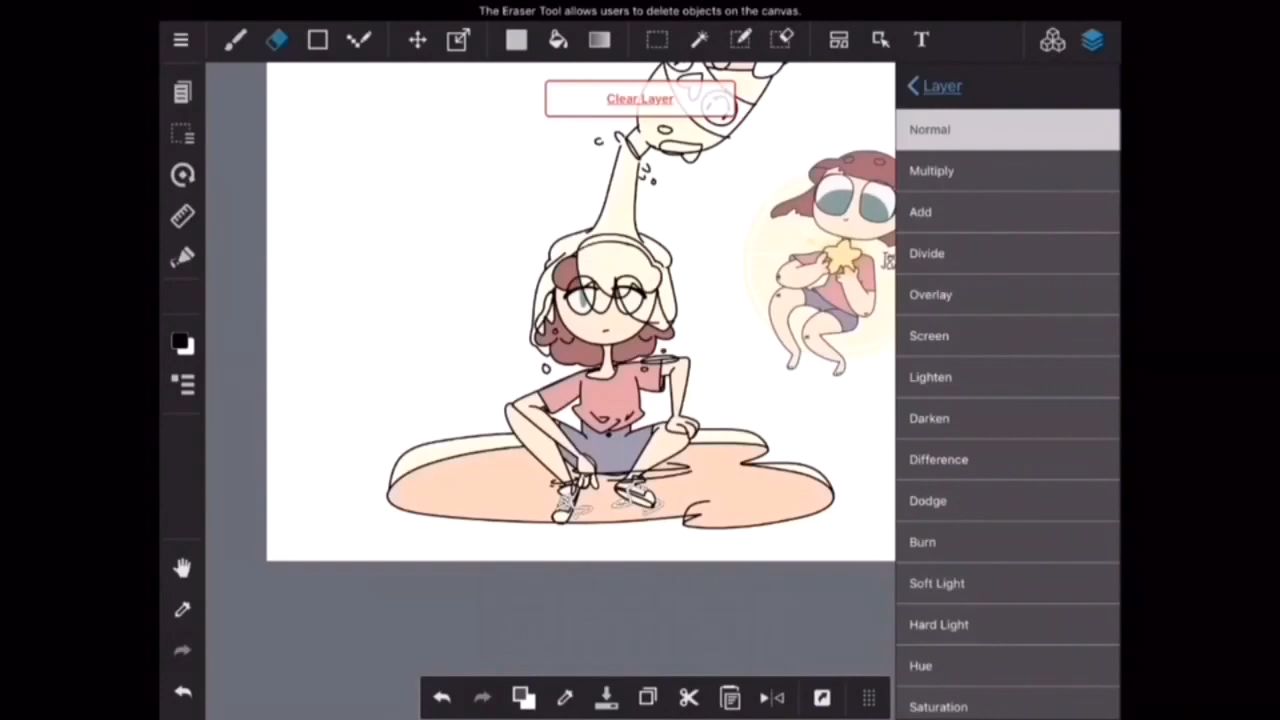 The Eraser Tool allows users to delete objects on the canvas.
T
Layer
Clear Layer
Normal
Multiply
Add
Divide
Overlay
Screen
Lighten
Darken
Difference
Dodge
Burn
Soft Light
Hard Light
Hue
Saturation